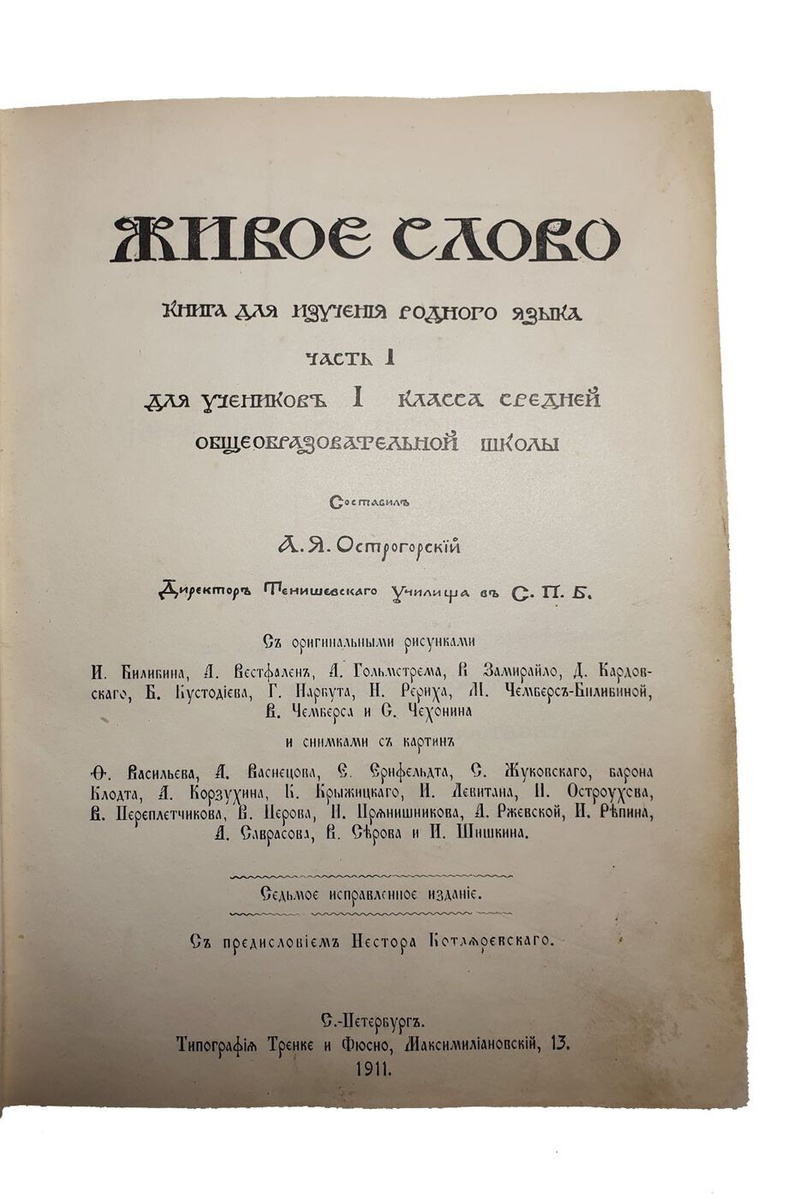 ЖИВОЕ СЛОВО
КНИГА ДЛЯ ИЗУЧЕНІЯ РОДНОГО ЯЗЫКА
ЧАСТЬ I
ДЛЯ УЧЕНИКОВЪ I КЛАССА СРЕДНЕЙ
ОБЩЕОБРАЗОВАТЕЛЬНОЙ ШКОЛЫ
Составилъ
А. Я. Острогорскій
Директоръ Тенишевскаго Училища въ С. П. Б.
Съ оригинальными рисунками
И. Билибина, А. Вестфаленъ, А. Гольмстрема, В Замирайло, Д. Кардов-
скаго, Б. Кустодіева, Г. Нарбута, Н. Рериха, М. Чемберсъ-Билибиной,
В. Чемберса и С. Чехонина
и снимками съ картинъ
Ѳ. Васильева, А. Васнецова, Е. Ерифельдта, С. Жуковскаго, барона
Клодта, А. Корзухина, К. Крыжицкаго, И. Левитана, И. Остроухова,
В. Переплетчикова, В. Перова, И. Прянишникова, А. Ржевской, И. Рѣпина,
А. Саврасова, В. Сѣрова и И. Шишкина.
Седьмое исправленное изданіе.
Съ предисловіемъ Нестора Котляревскаго.
С.-Петербургъ.
Типографія Тренке и Фюсно, Максимиліановскій, 13.
1911.